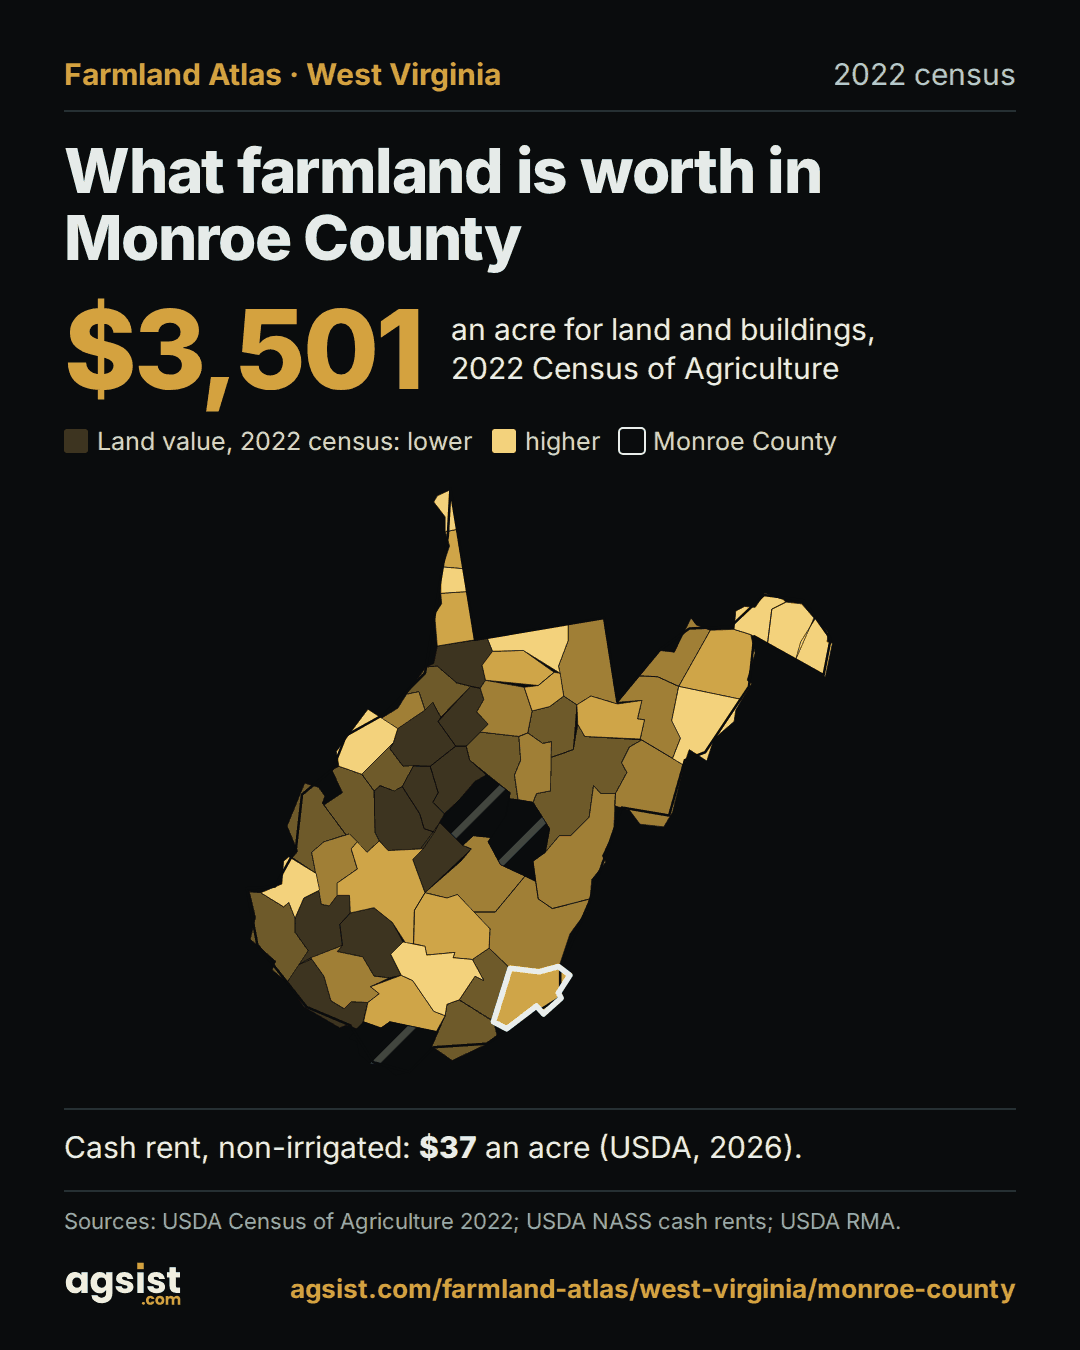 Farmland Atlas · West Virginia
2022 census
What farmland is worth in
Monroe County
$3,501
an acre for land and buildings,
2022 Census of Agriculture
Land value, 2022 census: lower
higher
Monroe County
Cash rent, non-irrigated: $37 an acre (USDA, 2026).
Sources: USDA Census of Agriculture 2022; USDA NASS cash rents; USDA RMA.
agsist
.com
agsist.com/farmland-atlas/west-virginia/monroe-county